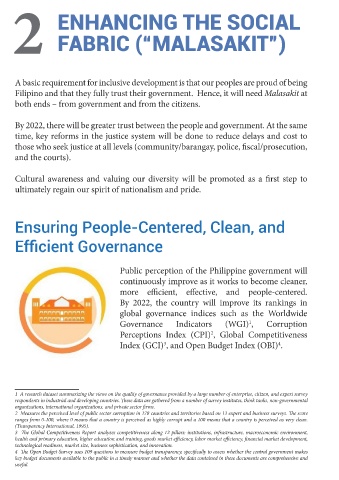 2 ENHANCING THE SOCIAL
FABRIC (“MALASAKIT”)
A basic requirement for inclusive development is that our peoples are proud of being
Filipino and that they fully trust their government. Hence, it will need Malasakit at
both ends – from government and from the citizens.
By 2022, there will be greater trust between the people and government. At the same
time, key reforms in the justice system will be done to reduce delays and cost to
those who seek justice at all levels (community/barangay, police, fiscal/prosecution,
and the courts).
Cultural awareness and valuing our diversity will be promoted as a first step to
ultimately regain our spirit of nationalism and pride.
Ensuring People-Centered, Clean, and
Efficient Governance
Public perception of the Philippine government will
continuously improve as it works to become cleaner,
more efficient, effective, and people-centered.
By 2022, the country will improve its rankings in
global governance indices such as the Worldwide
Governance Indicators (WGI)¹, Corruption
Perceptions Index (CPI)², Global Competitiveness
Index (GCI)³, and Open Budget Index (OBI)⁴.
1 A research dataset summarizing the views on the quality of governance provided by a large number of enterprise, citizen, and expert survey
respondents in industrial and developing countries. These data are gathered from a number of survey institutes, think tanks, non-governmental
organizations, international organizations, and private sector firms.
2 Measures the perceived level of public sector corruption in 178 countries and territories based on 13 expert and business surveys. The score
ranges from 0-100, where 0 means that a country is perceived as highly corrupt and a 100 means that a country is perceived as very clean.
(Transparency International, 1995).
3 The Global Competitiveness Report analyzes competitiveness along 12 pillars: institutions, infrastructure, macroeconomic environment,
health and primary education, higher education and training, goods market efficiency, labor market efficiency, financial market development,
technological readiness, market size, business sophistication, and innovation.
4 The Open Budget Survey uses 109 questions to measure budget transparency, specifically to assess whether the central government makes
key budget documents available to the public in a timely manner and whether the data contained in these documents are comprehensive and
useful